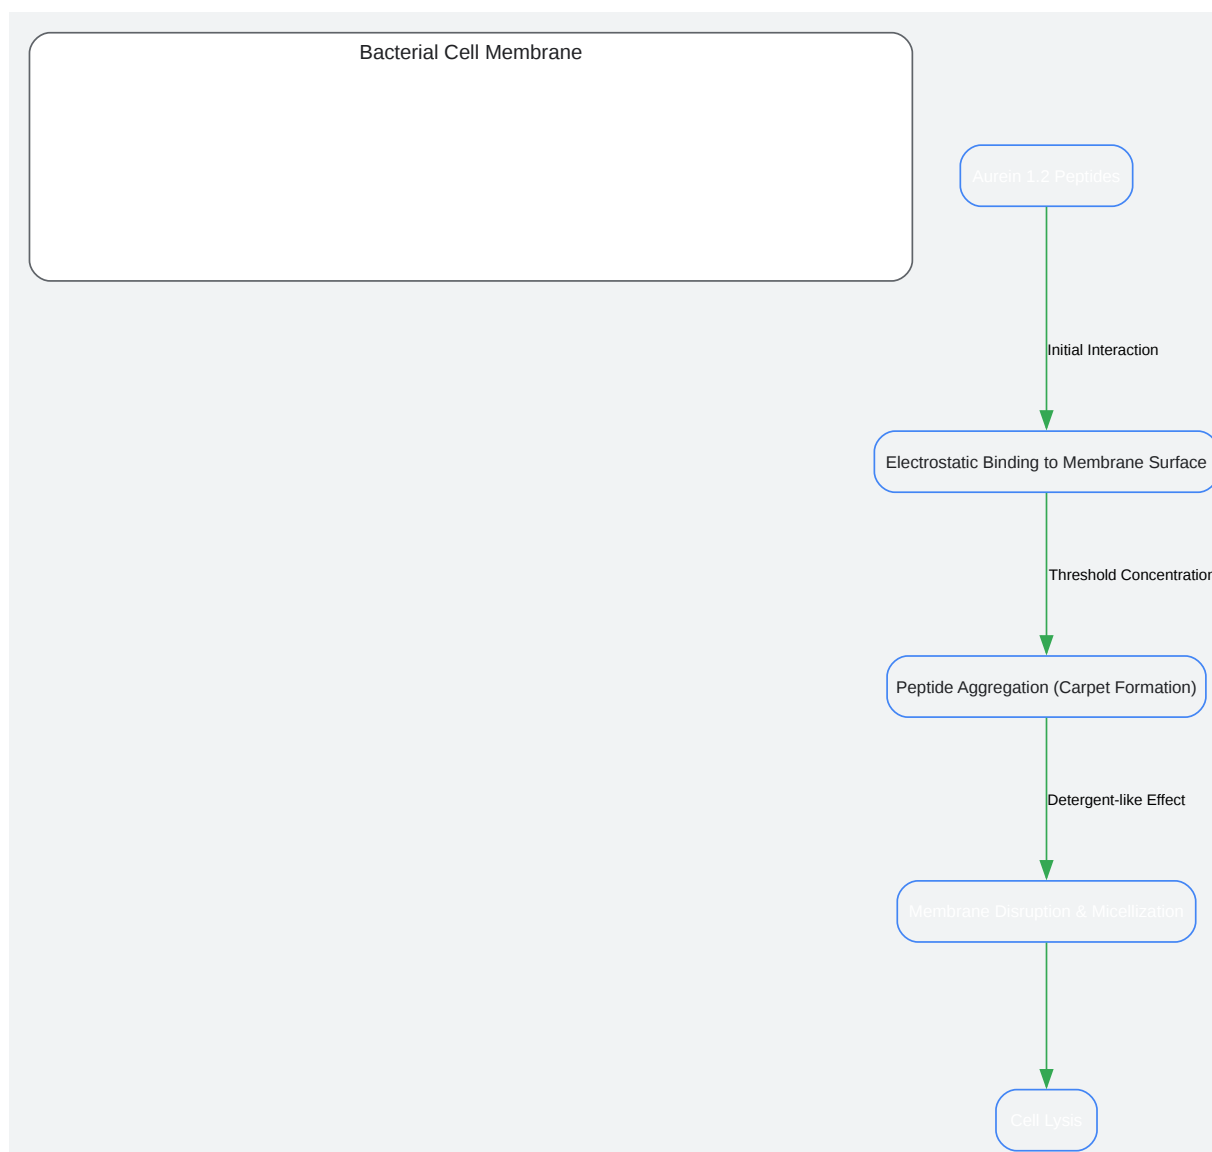 Bacterial Cell Membrane
Aurein 1.2 Peptides
Initial Interaction
Electrostatic Binding to Membrane Surface
Threshold Concentration
Peptide Aggregation (Carpet Formation)
Detergent-like Effect
Membrane Disruption & Micellization
Cell Lysis